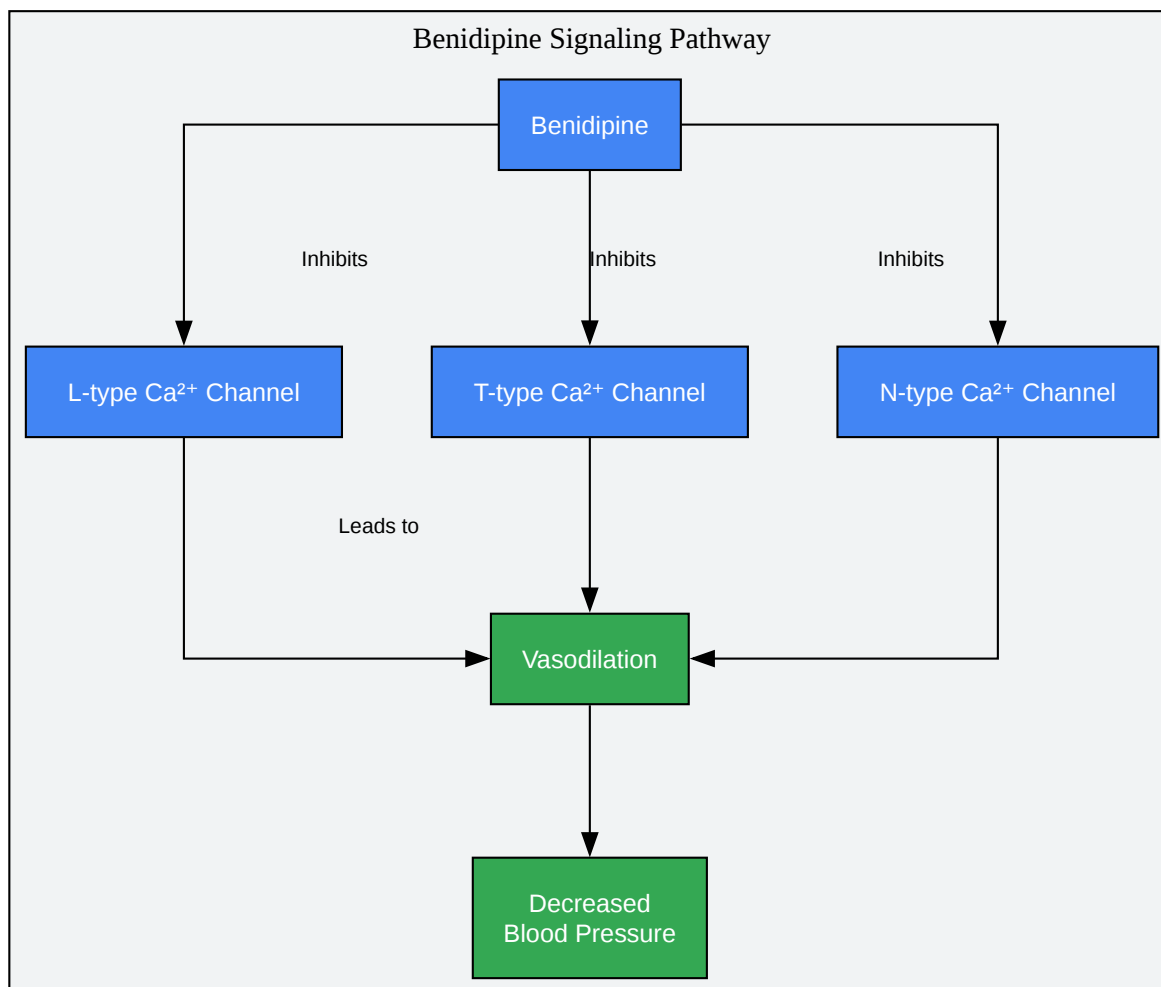 Benidipine Signaling Pathway
Benidipine
Inhibits
Inhibits
Inhibits
L-type Ca²⁺ Channel
T-type Ca²⁺ Channel
N-type Ca²⁺ Channel
Leads to
Vasodilation
Decreased
Blood Pressure